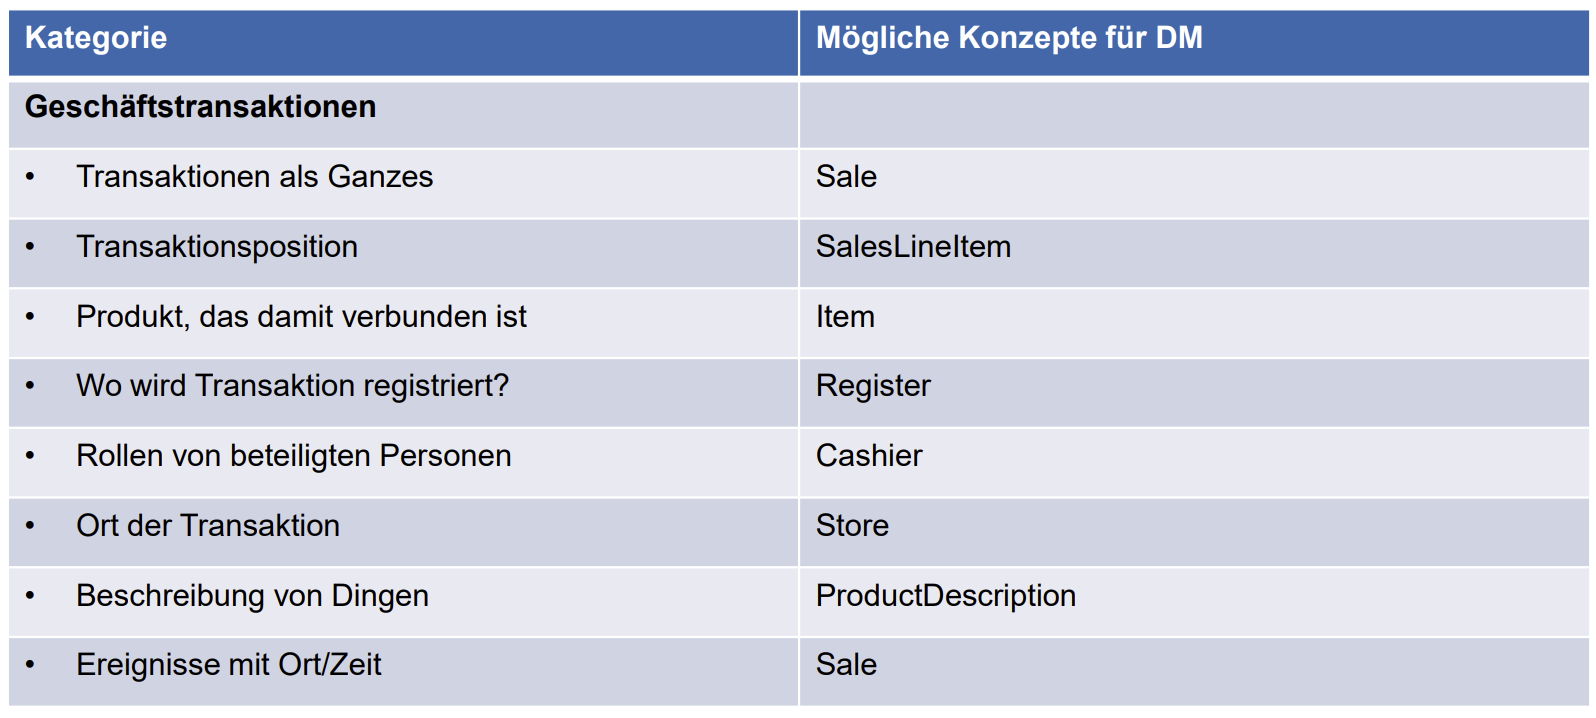 Kategorie Mögliche Konzepte für DM
Geschäftstransaktionen
• Transaktionen als Ganzes Sale
• Transaktionsposition SalesLineItem
• Produkt, das damit verbunden ist Item
• Wo wird Transaktion registriert? Register
• Rollen von beteiligten Personen Cashier
• Ort der Transaktion Store
• Beschreibung von Dingen ProductDescription
• Ereignisse mit Ort/Zeit Sale